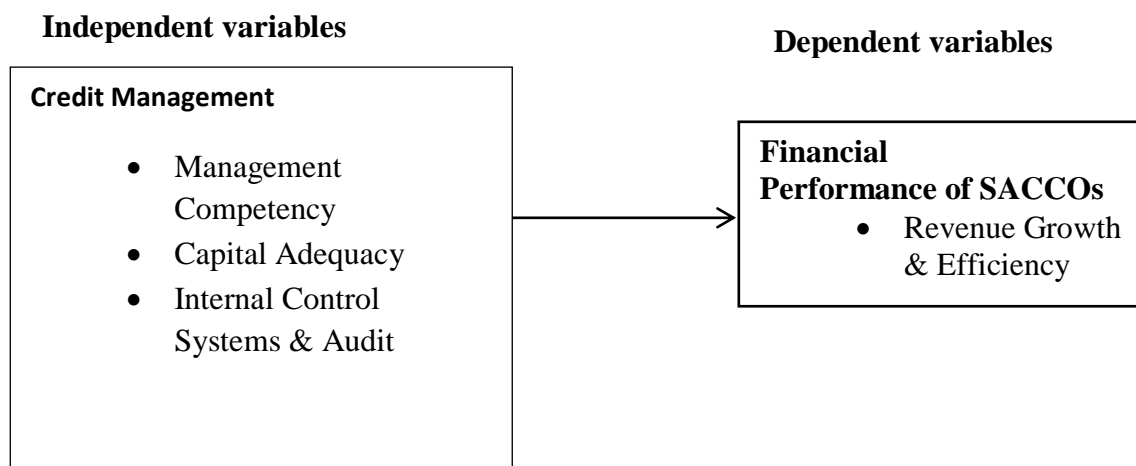 Independent variables
Dependent variables
Credit Management
• Management
Competency
• Capital Adequacy
• Internal Control
Systems & Audit
Financial
Performance of SACCOs
• Revenue Growth
& Efficiency